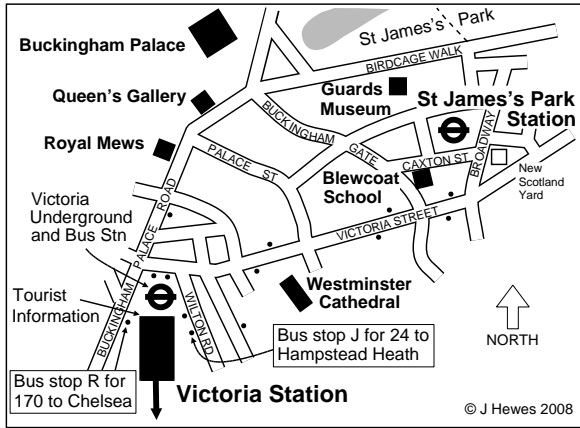 Buckingham Palace
St James's Park
BIRDCAGE WALK
Queen's Gallery
Guards
Museum
St James's Park
Station
BUCKINGHAM
GATE
Royal Mews
PALACE ST
CAXTON ST
BROADWAY
Blewcoat
School
New
Scotland
Yard
Victoria
Underground
and Bus Stn
BUCKINGHAM PALACE ROAD
VICTORIA STREET
Westminster
Cathedral
Tourist
Information
WILTON RD
Bus stop J for 24 to
Hampstead Heath
NORTH
Bus stop R for
170 to Chelsea
Victoria Station
© J Hewes 2008